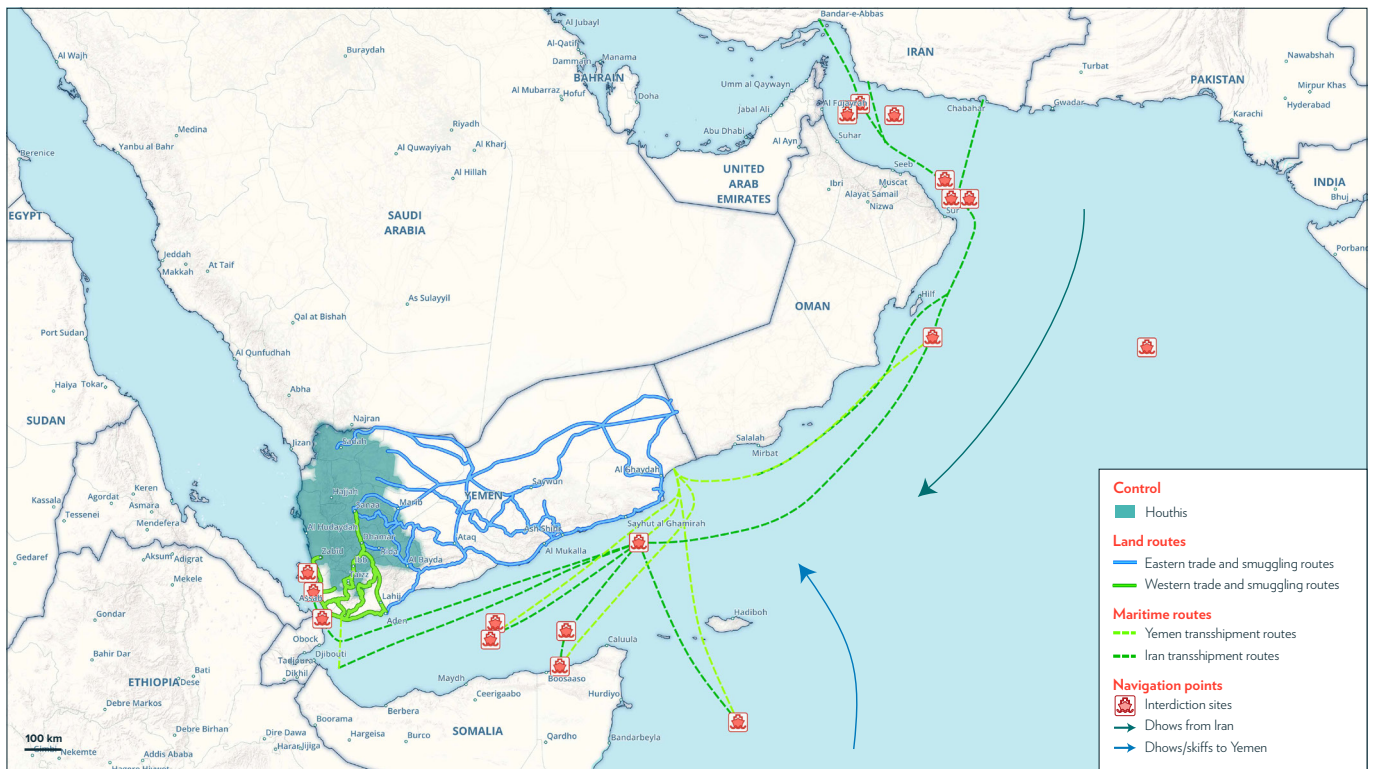 Bandar-e-Abbas
Al Jubayl
Al Wajh
Buraydah
Al-Qatif
Dammam
Manama
BAHRAIN
IRAN
Nawabshah
Turbat
PAKISTAN
Al Mubarraz
Hofuf
Doha
Umm al Qaywayn
Mirpur Khas
Hyderabad
Jabal Ali
Al Fujayrah
Chabahar
Gwadar
Karachi
Medina
Riyadh
Abu Dhabi
Suhar
Yanbu al Bahr
Al Quwayiyah
Al Kharj
Al Ayn
Berenice
Al Hillah
UNITED
ARAB
EMIRATES
Seeb
Ibri
Muscat
INDIA
Alayat Samail
Nizwa
Bhuj
Sur
EGYPT
SAUDI
ARABIA
Jeddah
Makkah
At Taif
Porband
As Sulayyil
Hilf
OMAN
Qal at Bishah
Port Sudan
Al Qunfudhah
Haiya
Tokar
Abha
SUDAN
Najran
Jizan
Sadah
Salalah
Mirbat
Al Ghaydah
Saywun
Kassala
Agordat
Keren
Asmara
Tessenei
Mendefera
Hajjah
YEMEN
Marib
Sanaa
Al Hudaydah
Dhamar
Ash Shihr
Sayhut al Ghamirah
Ataq
Al Mukalla
Gedaref
Aksum
Adigrat
Zabid
Ibb
Rida
Al Bayda
Mekele
Taizz
Assab
Lahij
Gondar
Aden
Hadiboh
Obock
Caluula
Bahir Dar
Bati
Tadjoura
Djibouti
Dikhil
ETHIOPIA
Dese
Maydh
Boosaaso
Ceerigaabo
Hurdiyo
Debre Markos
Berbera
Boorama
Debre Birhan
Dire Dawa
Hargeisa
Burco
SOMALIA
Qardho
Bandarbeyla
100 km
Gimbi
Nekemte
Addis Ababa
Harar
Jijiga
Control
Houthis
Land routes
Eastern trade and smuggling routes
Western trade and smuggling routes
Maritime routes
Yemen transshipment routes
Iran transshipment routes
Navigation points
Interdiction sites
Dhows from Iran
Dhows/skiffs to Yemen